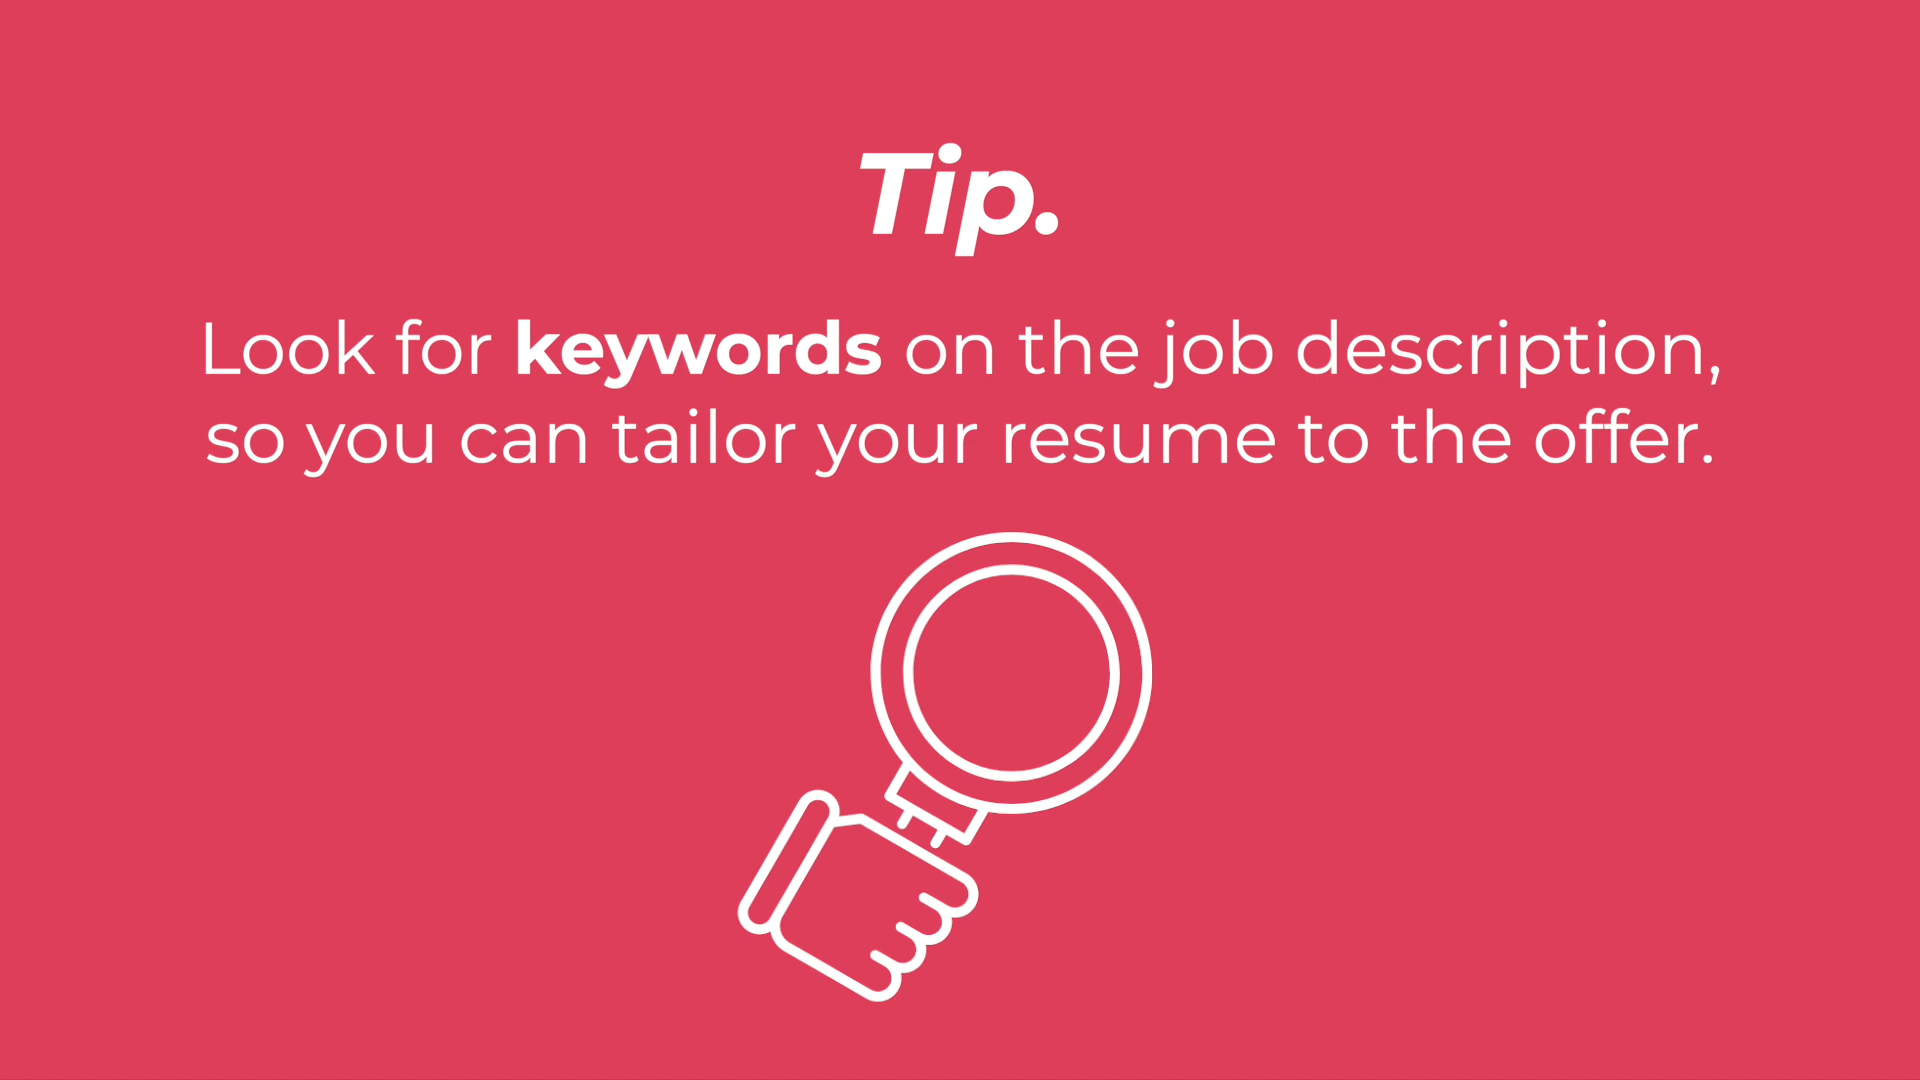 Tip.
Look for keywords on the job description,
so you can tailor your resume to the offer.